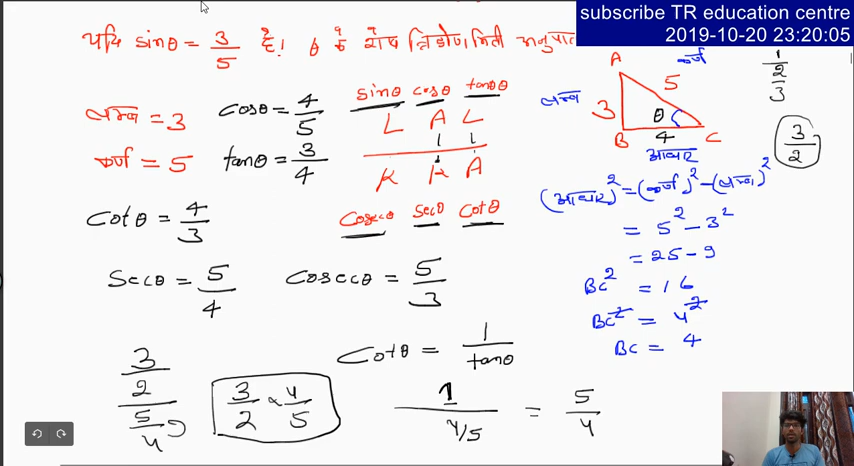 subscribe TR education centre
2019-10-20 23:20:05
यदि sinθ = 3/5 है। θ के शेष त्रिकोणमिती अनुपात
लम्ब = 3
कर्ण = 5
cosθ = 4/5
tanθ = 3/4
sinθ cosθ tanθ
L A L
K K A
cosecθ secθ cotθ
cotθ = 4/3
secθ = 5/4
cosecθ = 5/3
cotθ = 1/tanθ
3/2
5/4
3/2 × 4/5
1
4/5
= 5/4
A
कर्ण
लम्ब
5
3
θ
B 4 C
आधार
1
2
3
3/2
(आधार)² = (कर्ण)² - (लम्ब)²
= 5² - 3²
= 25 - 9
BC² = 16
BC² = 4²
BC = 4